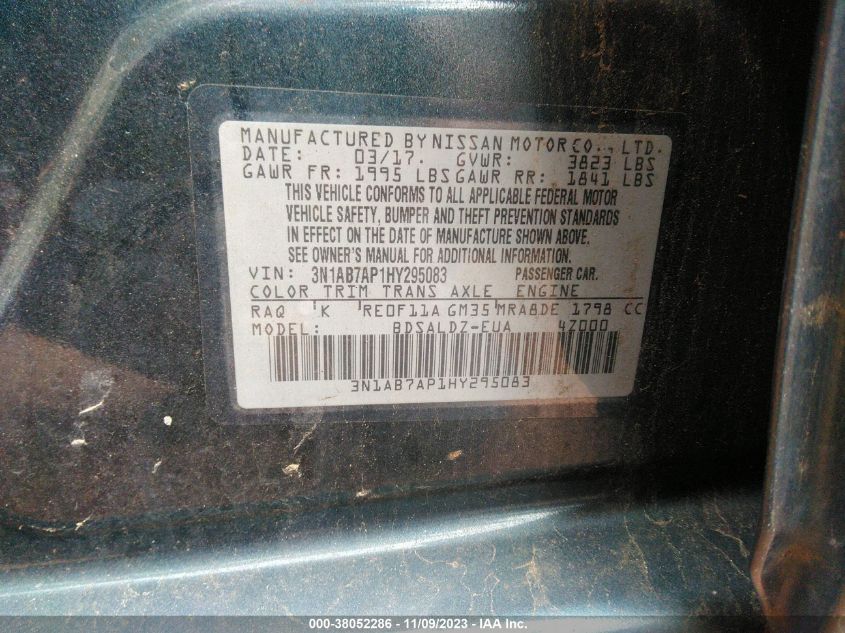 MANUFACTURED BY NISSAN MOTOR CO., LTD.
DATE: 03/17. GVWR: 3823 LBS
GAWR FR: 1995 LBS GAWR RR: 1841 LBS
THIS VEHICLE CONFORMS TO ALL APPLICABLE FEDERAL MOTOR
VEHICLE SAFETY, BUMPER AND THEFT PREVENTION STANDARDS
IN EFFECT ON THE DATE OF MANUFACTURE SHOWN ABOVE.
SEE OWNER'S MANUAL FOR ADDITIONAL INFORMATION.
VIN: 3N1AB7AP1HY295083 PASSENGER CAR.
COLOR TRIM TRANS AXLE ENGINE
RAQ K RE0F11A GM35 MRA8DE 1798 CC
MODEL: BDSALDZ-EUA 4Z000
3N1AB7AP1HY295083
000-38052286 - 11/09/2023 - IAA Inc.